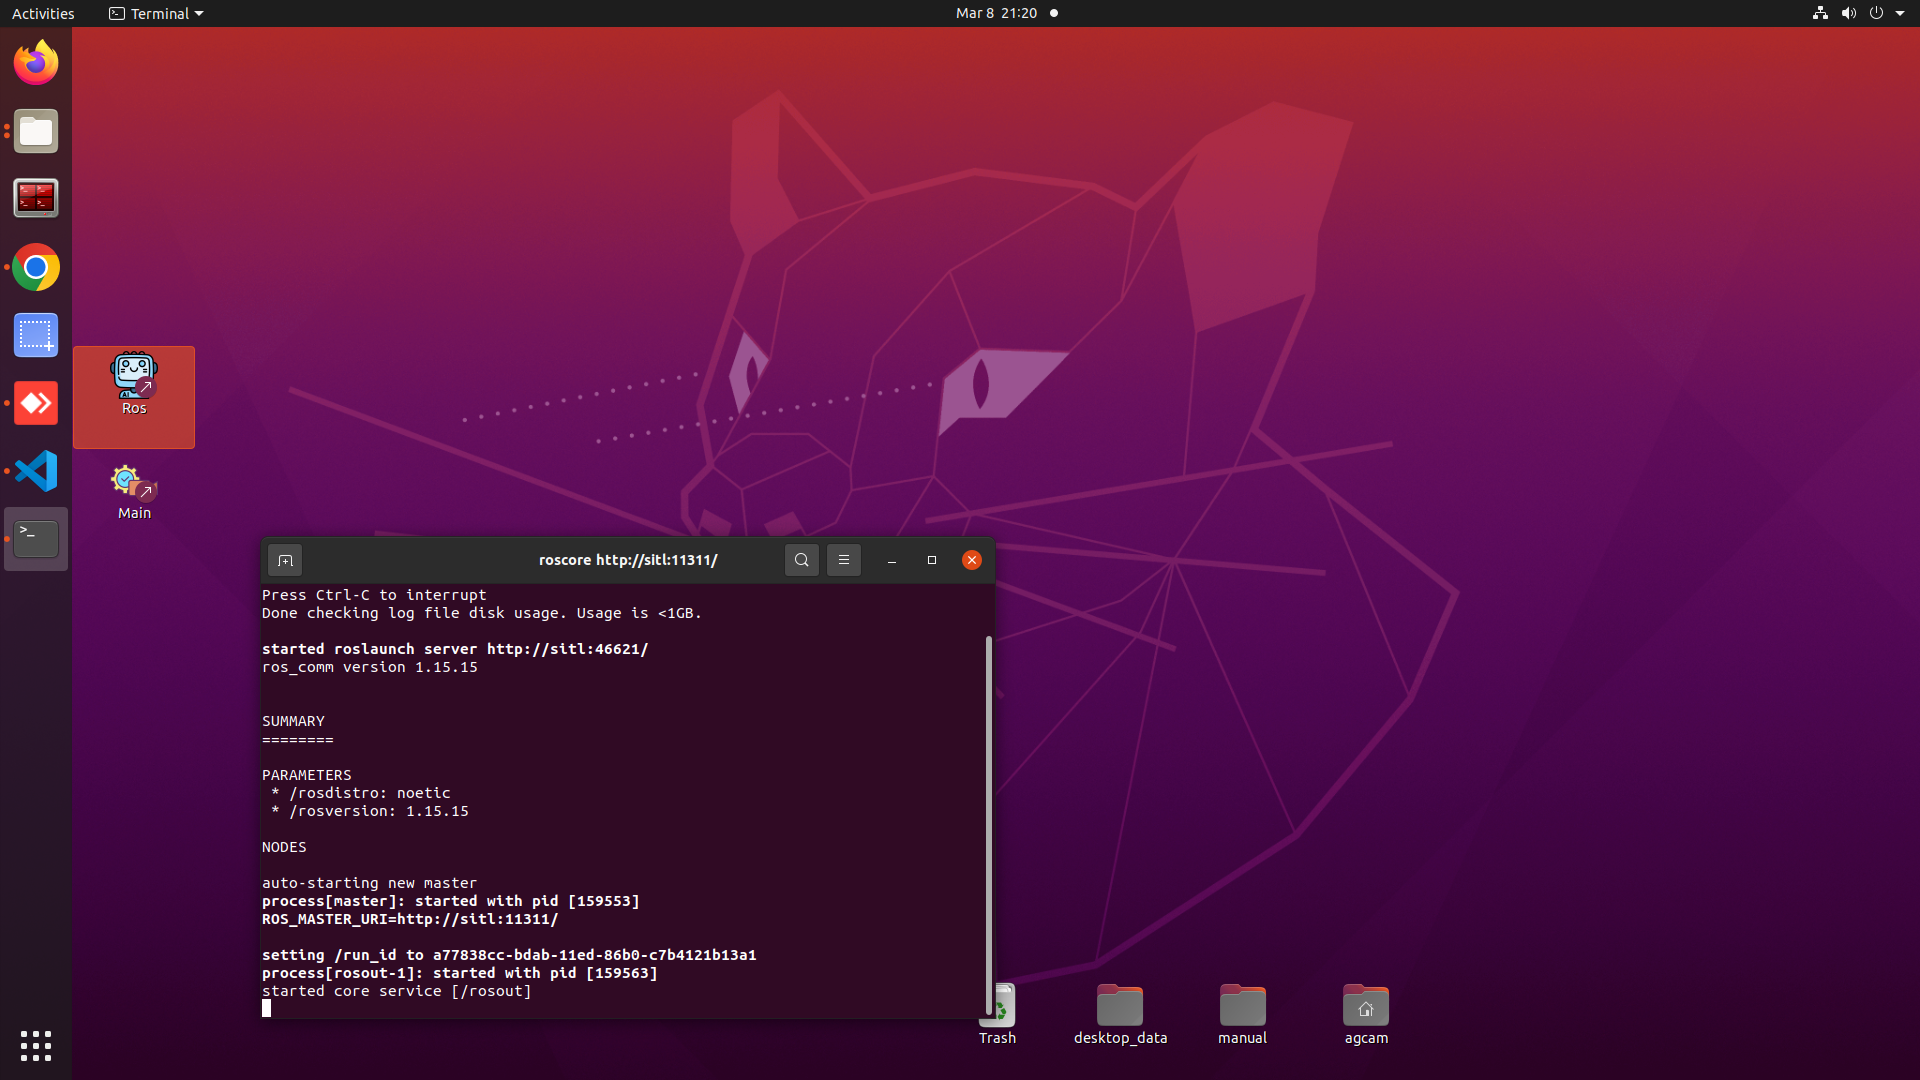 Activities
Terminal
Mar 8 21:20
Ros
Main
roscore http://sitl:11311/
Press Ctrl-C to interrupt
Done checking log file disk usage. Usage is <1GB.
started roslaunch server http://sitl:46621/
ros_comm version 1.15.15
SUMMARY
========
PARAMETERS
* /rosdistro: noetic
* /rosversion: 1.15.15
NODES
auto-starting new master
process[master]: started with pid [159553]
ROS_MASTER_URI=http://sitl:11311/
setting /run_id to a77838cc-bdab-11ed-86b0-c7b4121b13a1
process[rosout-1]: started with pid [159563]
started core service [/rosout]
Trash
desktop_data
manual
agcam